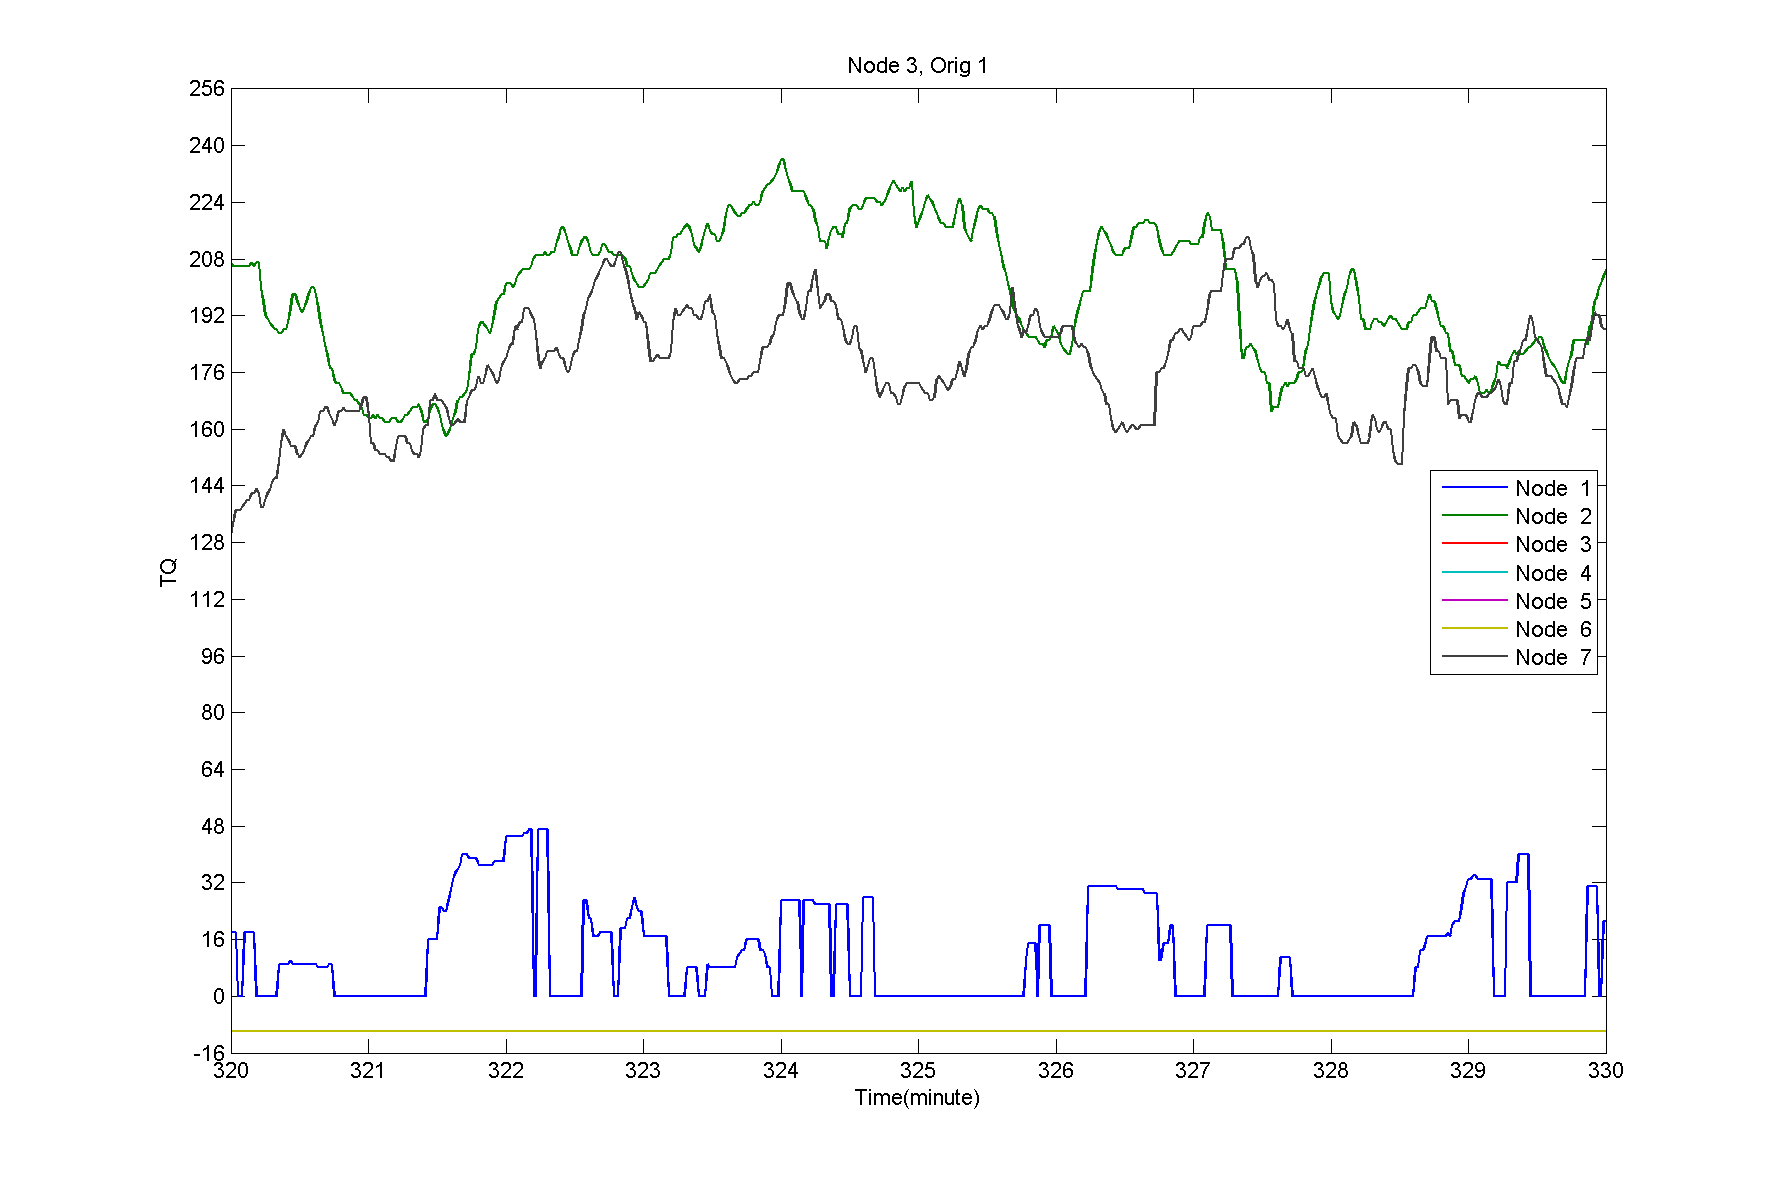 Node 3, Orig 1
256
240
224
208
192
176
160
144
128
112
96
80
64
48
32
16
0
-16
TQ
Node 1
Node 2
Node 3
Node 4
Node 5
Node 6
Node 7
320 321 322 323 324 325 326 327 328 329 330
Time(minute)